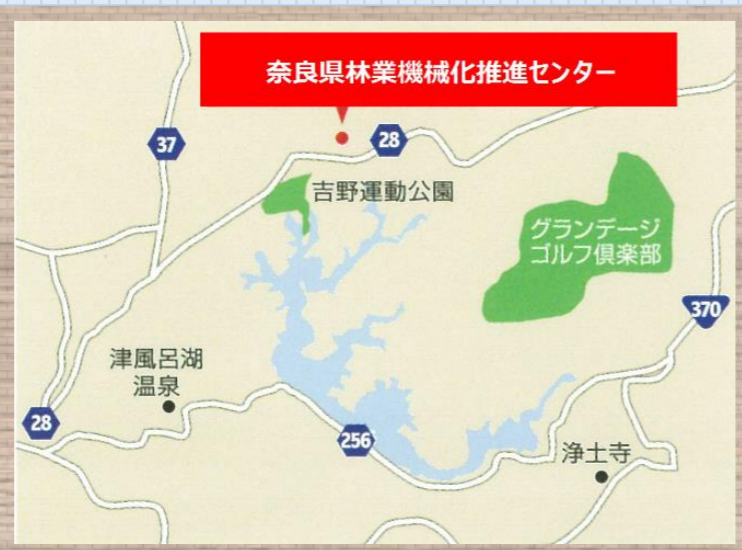 奈良県林業機械化推進センター
37
28
吉野運動公園
グランデージ
ゴルフ倶楽部
370
津風呂湖
温泉
28
256
浄土寺